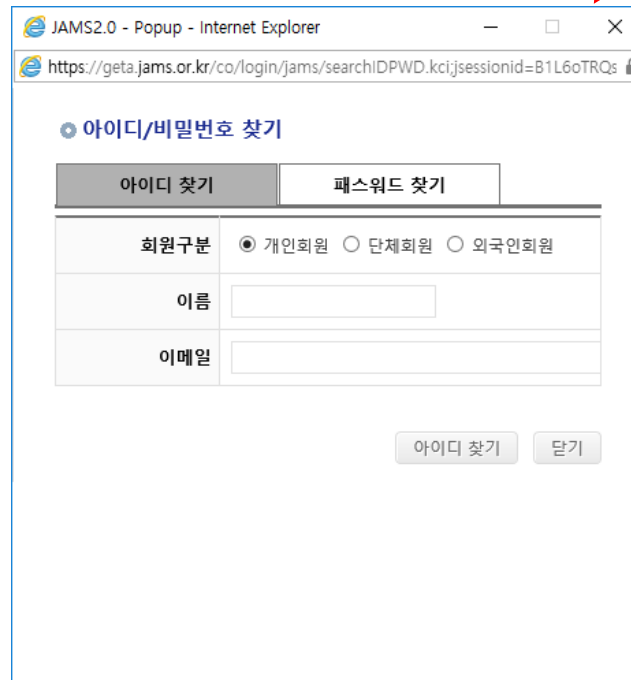 JAMS2.0 - Popup - Internet Explorer
https://geta.jams.or.kr/co/login/jams/searchIDPWD.kci;jsessionid=B1L6oTRQs
아이디/비밀번호 찾기
아이디 찾기 패스워드 찾기
회원구분 개인회원 단체회원 외국인회원
이름
이메일
아이디 찾기 닫기